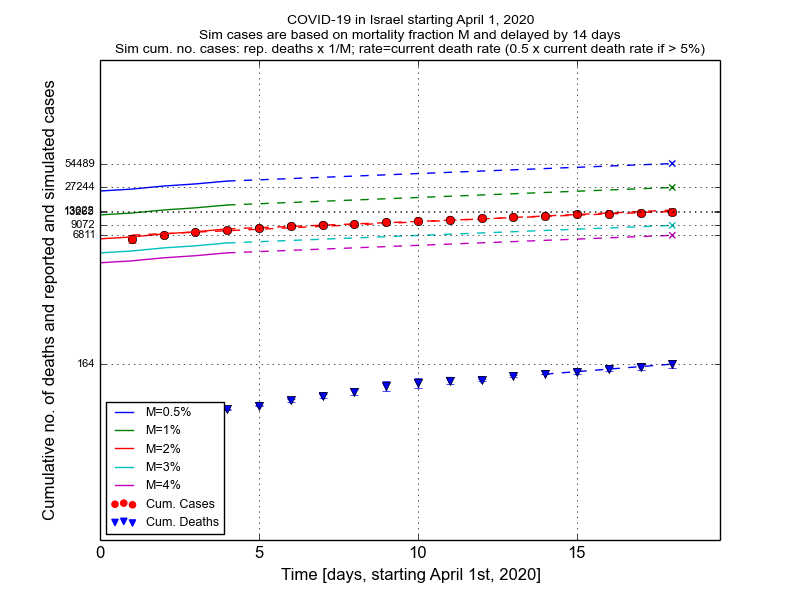 COVID-19 in Israel starting April 1, 2020
Sim cases are based on mortality fraction M and delayed by 14 days
Sim cum. no. cases: rep. deaths x 1/M; rate=current death rate (0.5 x current death rate if > 5%)
Cumulative no. of deaths and reported and simulated cases
54489
27244
9072
6811
164
M=0.5%
M=1%
M=2%
M=3%
M=4%
Cum. Cases
Cum. Deaths
0 5 10 15
Time [days, starting April 1st, 2020]